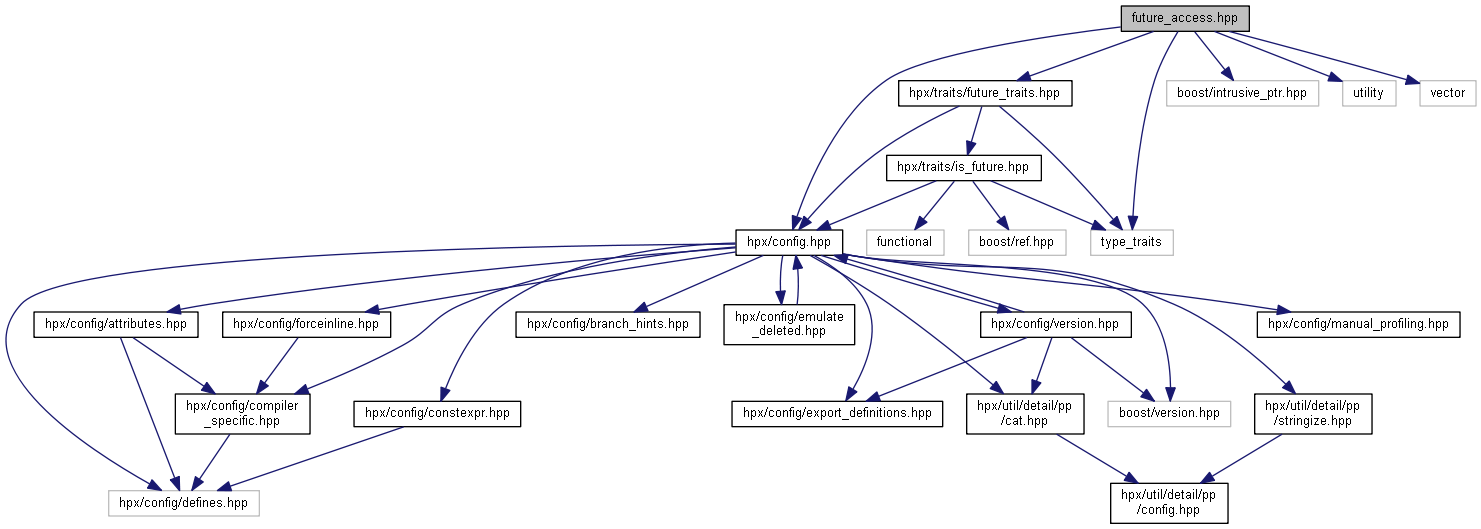 future_access.hpp
hpx/traits/future_traits.hpp
boost/intrusive_ptr.hpp
utility
vector
hpx/traits/is_future.hpp
hpx/config.hpp
functional
boost/ref.hpp
type_traits
hpx/config/attributes.hpp
hpx/config/forceinline.hpp
hpx/config/branch_hints.hpp
hpx/config/emulate
_deleted.hpp
hpx/config/version.hpp
hpx/config/manual_profiling.hpp
hpx/config/compiler
_specific.hpp
hpx/config/constexpr.hpp
hpx/config/export_definitions.hpp
hpx/util/detail/pp
/cat.hpp
boost/version.hpp
hpx/util/detail/pp
/stringize.hpp
hpx/config/defines.hpp
hpx/util/detail/pp
/config.hpp